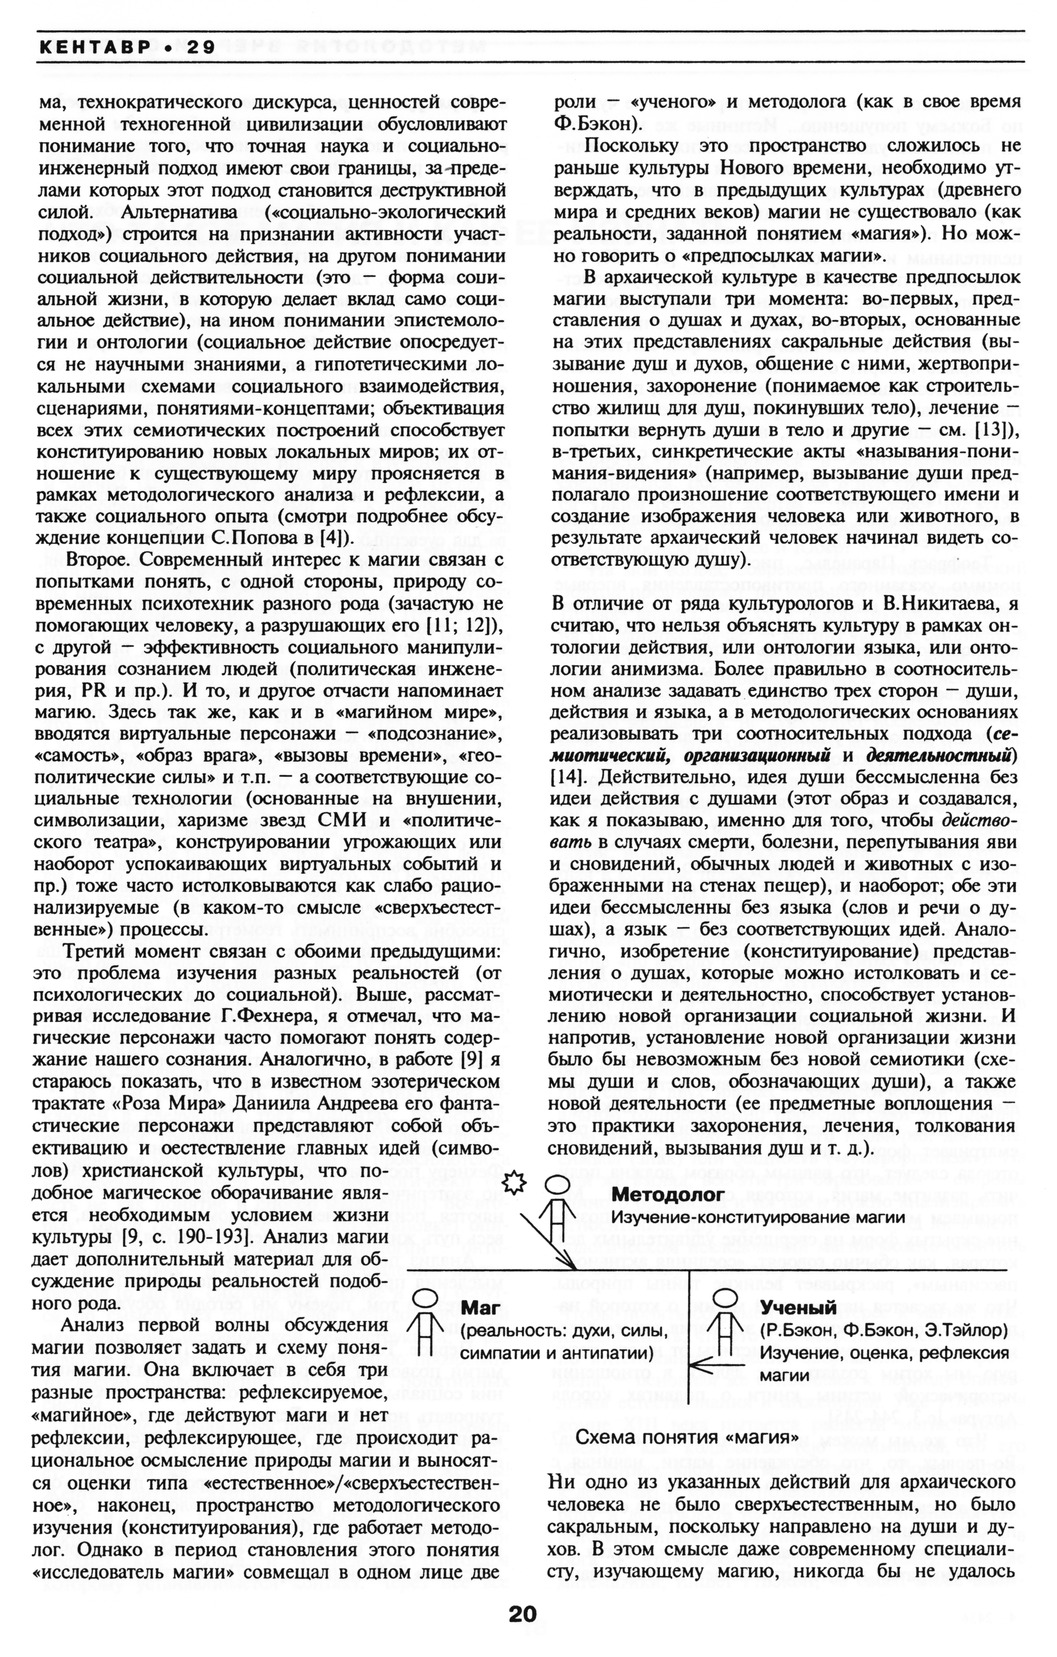 КЕНТАВР • 29
ма, технократического дискурса, ценностей совре-
менной техногенной цивилизации обусловливают
понимание того, что точная наука и социально-
инженерный подход имеют свои границы, за преде-
лами которых этот подход становится деструктивной
силой. Альтернатива («социально-экологический
подход») строится на признании активности участ-
ников социального действия, на другом понимании
социальной действительности (это — форма соци-
альной жизни, в которую делает вклад само соци-
альное действие), на ином понимании эпистемоло-
гии и онтологии (социальное действие опосредует-
ся не научными знаниями, а гипотетическими ло-
кальными схемами социального взаимодействия,
сценариями, понятиями-концептами; объективация
всех этих семиотических построений способствует
конституированию новых локальных миров; их от-
ношение к существующему миру проясняется в
рамках методологического анализа и рефлексии, а
также социального опыта (смотри подробнее обсу-
ждение концепции С.Попова в [4]).
Второе. Современный интерес к магии связан с
попытками понять, с одной стороны, природу со-
временных психотехник разного рода (зачастую не
помогающих человеку, а разрушающих его [11; 12]),
с другой — эффективность социального манипули-
рования сознанием людей (политическая инжене-
рия, PR и пр.). И то, и другое отчасти напоминает
магию. Здесь так же, как и в «магийном мире»,
вводятся виртуальные персонажи — «подсознание»,
«самость», «образ врага», «вызовы времени», «гео-
политические силы» и т.п. — а соответствующие со-
циальные технологии (основанные на внушении,
символизации, харизме звезд СМИ и «политиче-
ского театра», конструировании угрожающих или
наоборот успокаивающих виртуальных событий и
пр.) тоже часто истолковываются как слабо рацио-
нализируемые (в каком-то смысле «сверхъестест-
венные») процессы.
Третий момент связан с обоими предыдущими:
это проблема изучения разных реальностей (от
психологических до социальной). Выше, рассмат-
ривая исследование Г.Фехнера, я отмечал, что ма-
гические персонажи часто помогают понять содер-
жание нашего сознания. Аналогично, в работе [9] я
стараюсь показать, что в известном эзотерическом
трактате «Роза Мира» Даниила Андреева его фанта-
стические персонажи представляют собой объ-
ективацию и оестествление главных идей (симво-
лов) христианской культуры, что по-
добное магическое оборачивание явля-
ется необходимым условием жизни
культуры [9, с. 190-193]. Анализ магии
дает дополнительный материал для об-
суждение природы реальностей подоб-
ного рода.
Анализ первой волны обсуждения
магии позволяет задать и схему поня-
тия магии. Она включает в себя три
разные пространства: рефлексируемое,
«магийное», где действуют маги и нет
рефлексии, рефлексирующее, где происходит ра-
циональное осмысление природы магии и выносят-
ся оценки типа «естественное»/«сверхъестествен-
ное», наконец, пространство методологического
изучения (конституирования), где работает методо-
лог. Однако в период становления этого понятия
«исследователь магии» совмещал в одном лице две
роли — «ученого» и методолога (как в свое время
Ф.Бэкон).
Поскольку это пространство сложилось не
раньше культуры Нового времени, необходимо ут-
верждать, что в предыдущих культурах (древнего
мира и средних веков) магии не существовало (как
реальности, заданной понятием «магия»). Но мож-
но говорить о «предпосылках магии».
В архаической культуре в качестве предпосылок
магии выступали три момента: во-первых, пред-
ставления о душах и духах, во-вторых, основанные
на этих представлениях сакральные действия (вы-
зывание душ и духов, общение с ними, жертвопри-
ношения, захоронение (понимаемое как строитель-
ство жилищ для душ, покинувших тело), лечение —
попытки вернуть души в тело и другие — см. [13]),
в-третьих, синкретические акты «называния-пони-
мания-видения» (например, вызывание души пред-
полагало произношение соответствующего имени и
создание изображения человека или животного, в
результате архаический человек начинал видеть со-
ответствующую душу).
В отличие от ряда культурологов и В.Никитаева, я
считаю, что нельзя объяснять культуру в рамках он-
тологии действия, или онтологии языка, или онто-
логии анимизма. Более правильно в соотноситель-
ном анализе задавать единство трех сторон — души,
действия и языка, а в методологических основаниях
реализовывать три соотносительных подхода (се-
миотический, организационный и деятельностный)
[14]. Действительно, идея души бессмысленна без
идеи действия с душами (этот образ и создавался,
как я показываю, именно для того, чтобы действо-
вать в случаях смерти, болезни, перепутывания яви
и сновидений, обычных людей и животных с изо-
браженными на стенах пещер), и наоборот; обе эти
идеи бессмысленны без языка (слов и речи о ду-
шах), а язык — без соответствующих идей. Анало-
гично, изобретение (конституирование) представ-
ления о душах, которые можно истолковать и се-
миотически и деятельностно, способствует установ-
лению новой организации социальной жизни. И
напротив, установление новой организации жизни
было бы невозможным без новой семиотики (схе-
мы души и слов, обозначающих души), а также
новой деятельности (ее предметные воплощения —
это практики захоронения, лечения, толкования
сновидений, вызывания душ и т. д.).
Методолог
Изучение-конституирование магии
Маг
(реальность: духи, силы,
симпатии и антипатии)
Ученый
(Р.Бэкон, Ф.Бэкон, Э.Тэйлор)
Изучение, оценка, рефлексия
магии
Схема понятия «магия»
Ни одно из указанных действий для архаического
человека не было сверхъестественным, но было
сакральным, поскольку направлено на души и ду-
хов. В этом смысле даже современному специали-
сту, изучающему магию, никогда бы не удалось
20